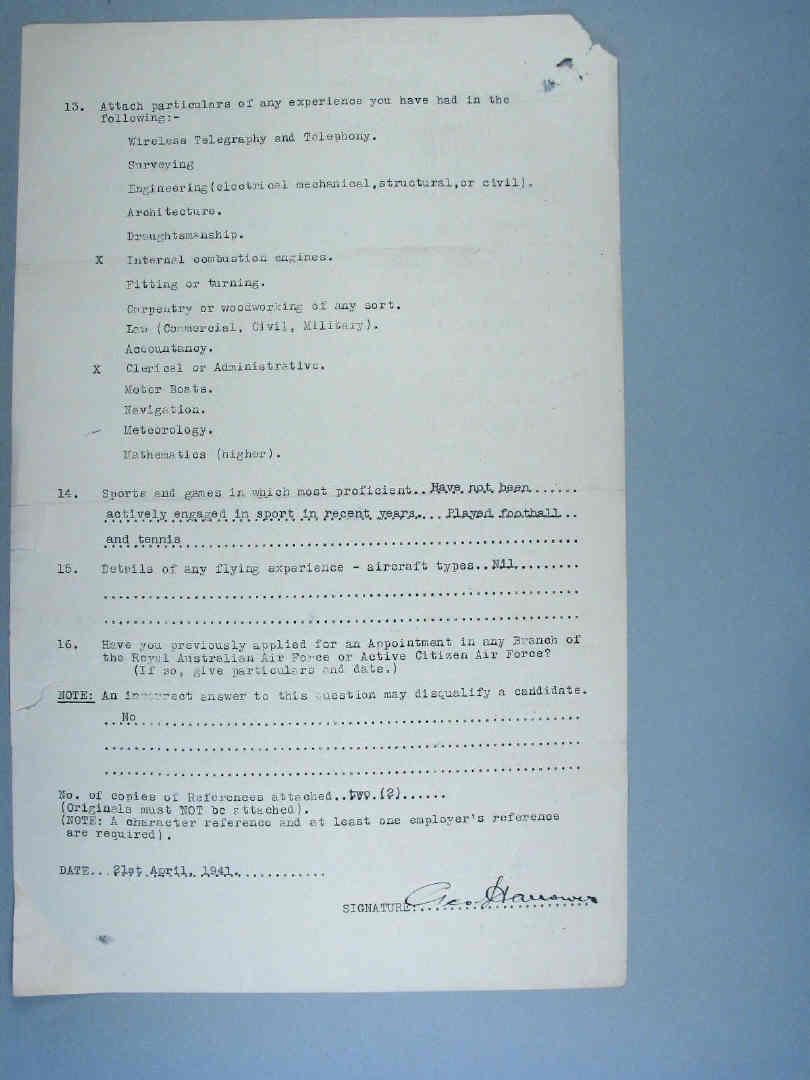 13. Attach particulars of any experience you have had in the
following:-
Wireless Telegraphy and Telephony.
Surveying
Engineering(electrical mechanical,structural,or civil).
Architecture.
Draughtsmanship.
X Internal combustion engines.
Fitting or turning.
Carpentry or woodworking of any sort.
Law (Commercial, Civil, Military).
Accountancy.
X Clerical or Administrative.
Motor Boats.
Navigation.
Meteorology.
Mathematics (higher).
14. Sports and games in which most proficient..Have not been......
actively engaged in sport in recent years. Played football..
and tennis
15. Details of any flying experience - aircraft types..Nil.........
16. Have you previously applied for an Appointment in any Branch of
the Royal Australian Air Force or Active Citizen Air Force?
(If so, give particulars and date.)
NOTE: An incorrect answer to this question may disqualify a candidate.
..No
No. of copies of References attached..two.(2)......
(Originals must NOT be attached).
(NOTE: A character reference and at least one employer's reference
are required).
DATE...21st April, 1941.............
SIGNATURE:. Geo Harrower